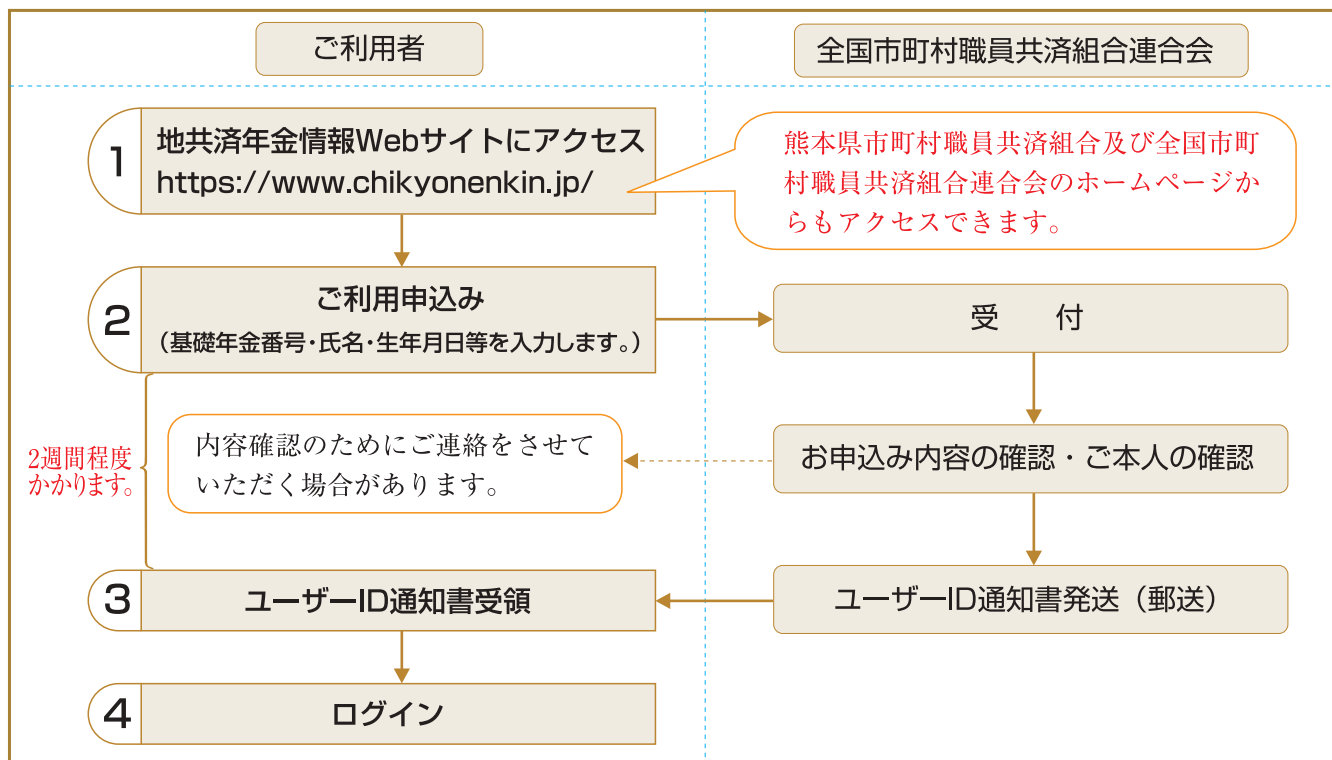 ご利用者
全国市町村職員共済組合連合会
1
地共済年金情報Webサイトにアクセス
https://www.chikyonenkin.jp/
熊本県市町村職員共済組合及び全国市町
村職員共済組合連合会のホームページか
らもアクセスできます。
2
ご利用申込み
（基礎年金番号・氏名・生年月日等を入力します。）
受　付
2週間程度
かかります。
内容確認のためにご連絡をさせて
いただく場合があります。
お申込み内容の確認・ご本人の確認
3
ユーザーID通知書受領
ユーザーID通知書発送（郵送）
4
ログイン